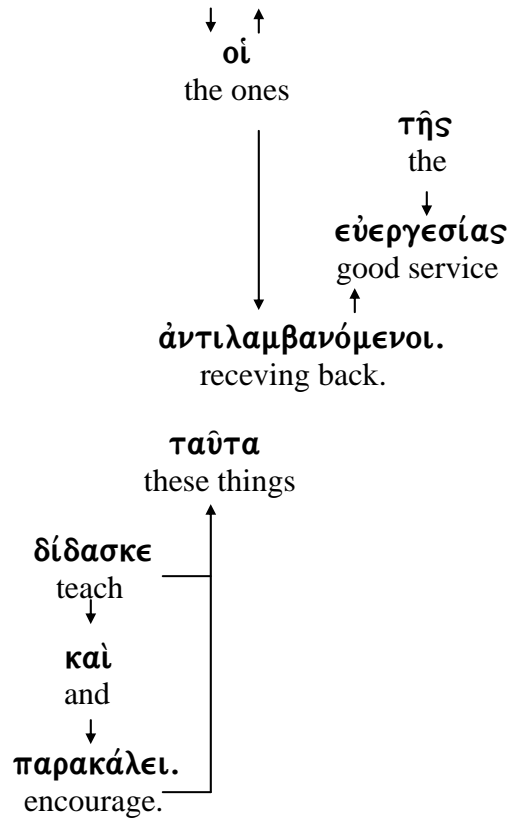 οἱ
the ones
τῆς
the
εὐεργεσίας
good service
ἀντιλαμβανόμενοι.
receving back.
ταῦτα
these things
δίδασκε
teach
καὶ
and
παρακάλει.
encourage.